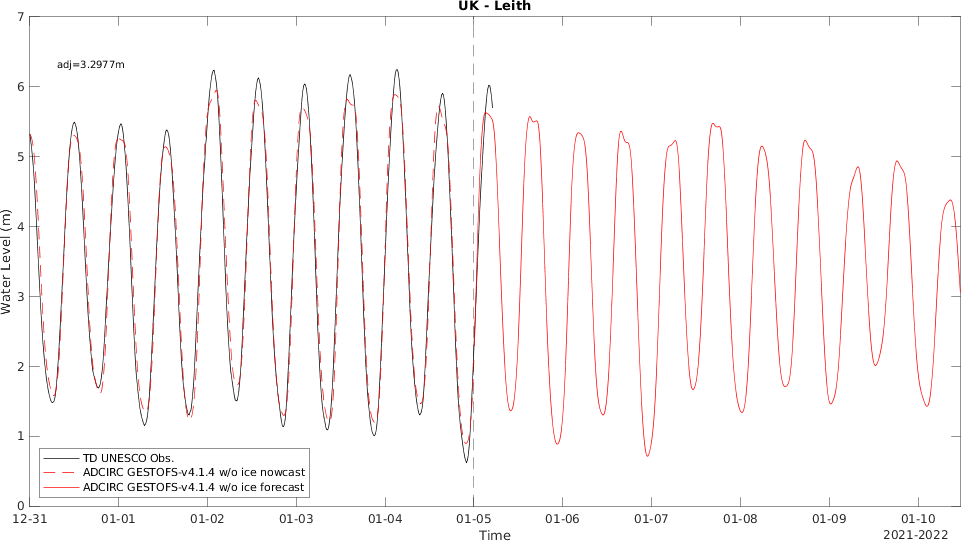 UK - Leith
adj=3.2977m
Water Level (m)
7
6
5
4
3
2
1
0
TD UNESCO Obs.
ADCIRC GESTOFS-v4.1.4 w/o ice nowcast
ADCIRC GESTOFS-v4.1.4 w/o ice forecast
12-31 01-01 01-02 01-03 01-04 01-05 01-06 01-07 01-08 01-09 01-10
Time
2021-2022